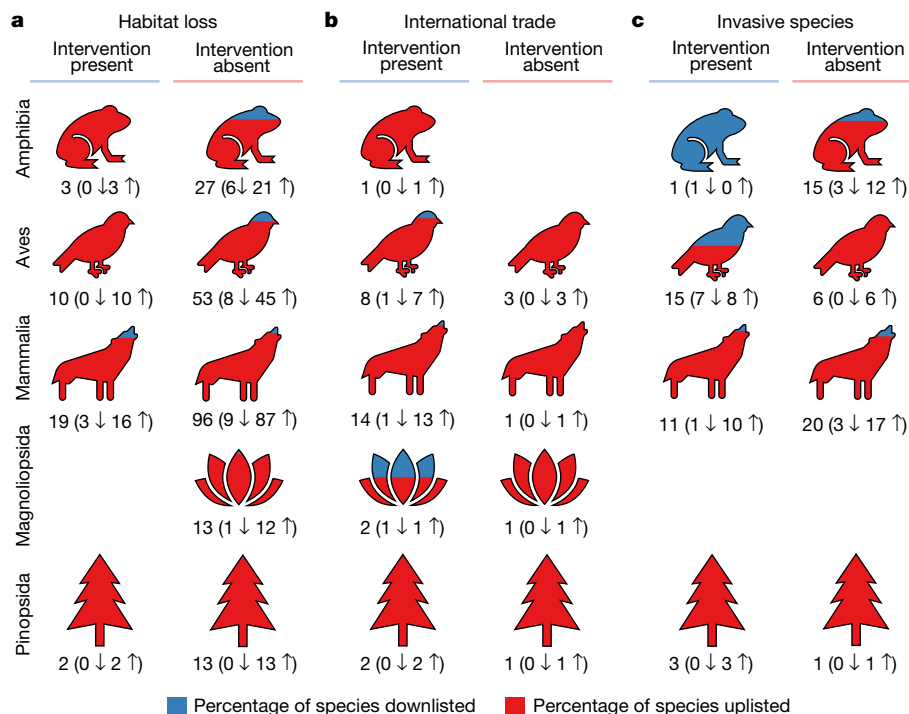 a Habitat loss b International trade c Invasive species
Intervention present Intervention absent Intervention present Intervention absent Intervention present Intervention absent
Amphibia
3 (0 ↓3 ↑) 27 (6↓ 21 ↑) 1 (0 ↓ 1 ↑) 1 (1 ↓ 0 ↑) 15 (3 ↓ 12 ↑)
Aves
10 (0 ↓ 10 ↑) 53 (8 ↓ 45 ↑) 8 (1 ↓ 7 ↑) 3 (0 ↓ 3 ↑) 15 (7 ↓ 8 ↑) 6 (0 ↓ 6 ↑)
Mammalia
19 (3 ↓ 16 ↑) 96 (9 ↓ 87 ↑) 14 (1 ↓ 13 ↑) 1 (0 ↓ 1 ↑) 11 (1 ↓ 10 ↑) 20 (3 ↓ 17 ↑)
Magnoliopsida
13 (1 ↓ 12 ↑) 2 (1 ↓ 1 ↑) 1 (0 ↓ 1 ↑)
Pinopsida
2 (0 ↓ 2 ↑) 13 (0 ↓ 13 ↑) 2 (0 ↓ 2 ↑) 1 (0 ↓ 1 ↑) 3 (0 ↓ 3 ↑) 1 (0 ↓ 1 ↑)
Percentage of species downlisted Percentage of species uplisted